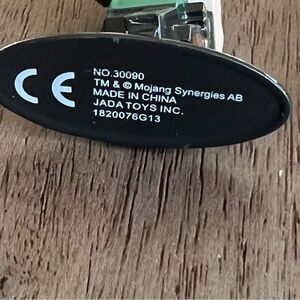 CE
NO.30090
TM & © Mojang Synergies AB
MADE IN CHINA
JADA TOYS INC.
1820076G13